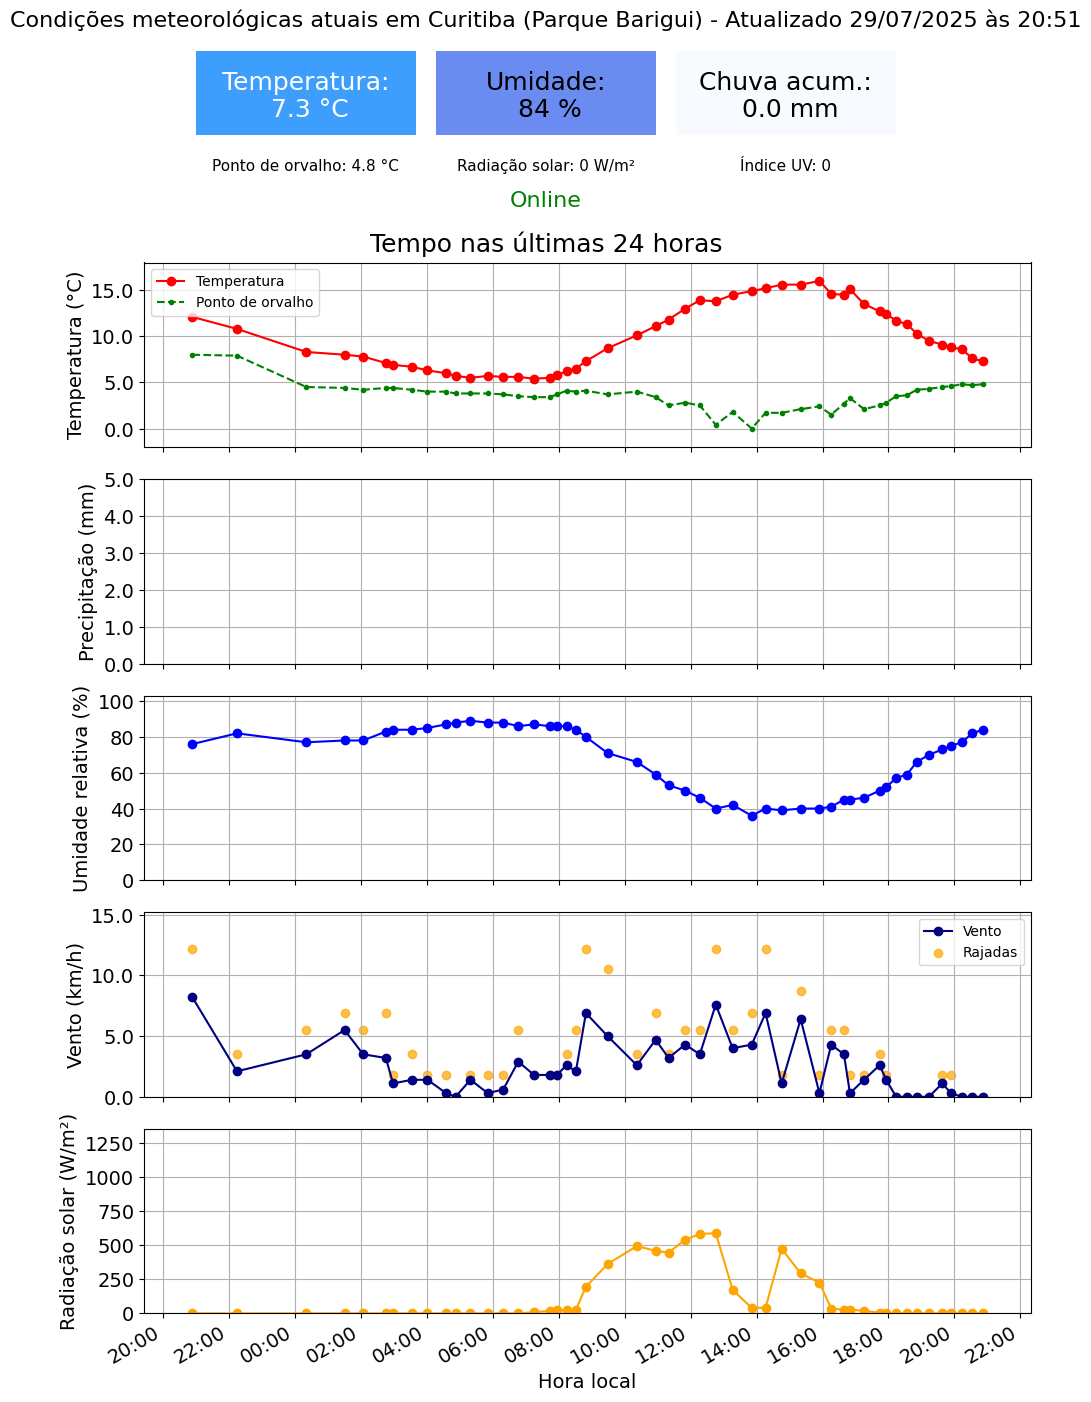 Condições meteorológicas atuais em Curitiba (Parque Barigui) - Atualizado 29/07/2025 às 20:51
Temperatura:
7.3 °C
Umidade:
84 %
Chuva acum.:
0.0 mm
Ponto de orvalho: 4.8 °C
Radiação solar: 0 W/m²
Índice UV: 0
Online
Tempo nas últimas 24 horas
Temperatura (°C)
15.0
10.0
5.0
0.0
Temperatura
Ponto de orvalho
Precipitação (mm)
5.0
4.0
3.0
2.0
1.0
0.0
Umidade relativa (%)
100
80
60
40
20
0
Vento (km/h)
15.0
10.0
5.0
0.0
Vento
Rajadas
Radiação solar (W/m²)
1250
1000
750
500
250
0
20:00
22:00
00:00
02:00
04:00
06:00
08:00
10:00
12:00
14:00
16:00
18:00
20:00
22:00
Hora local